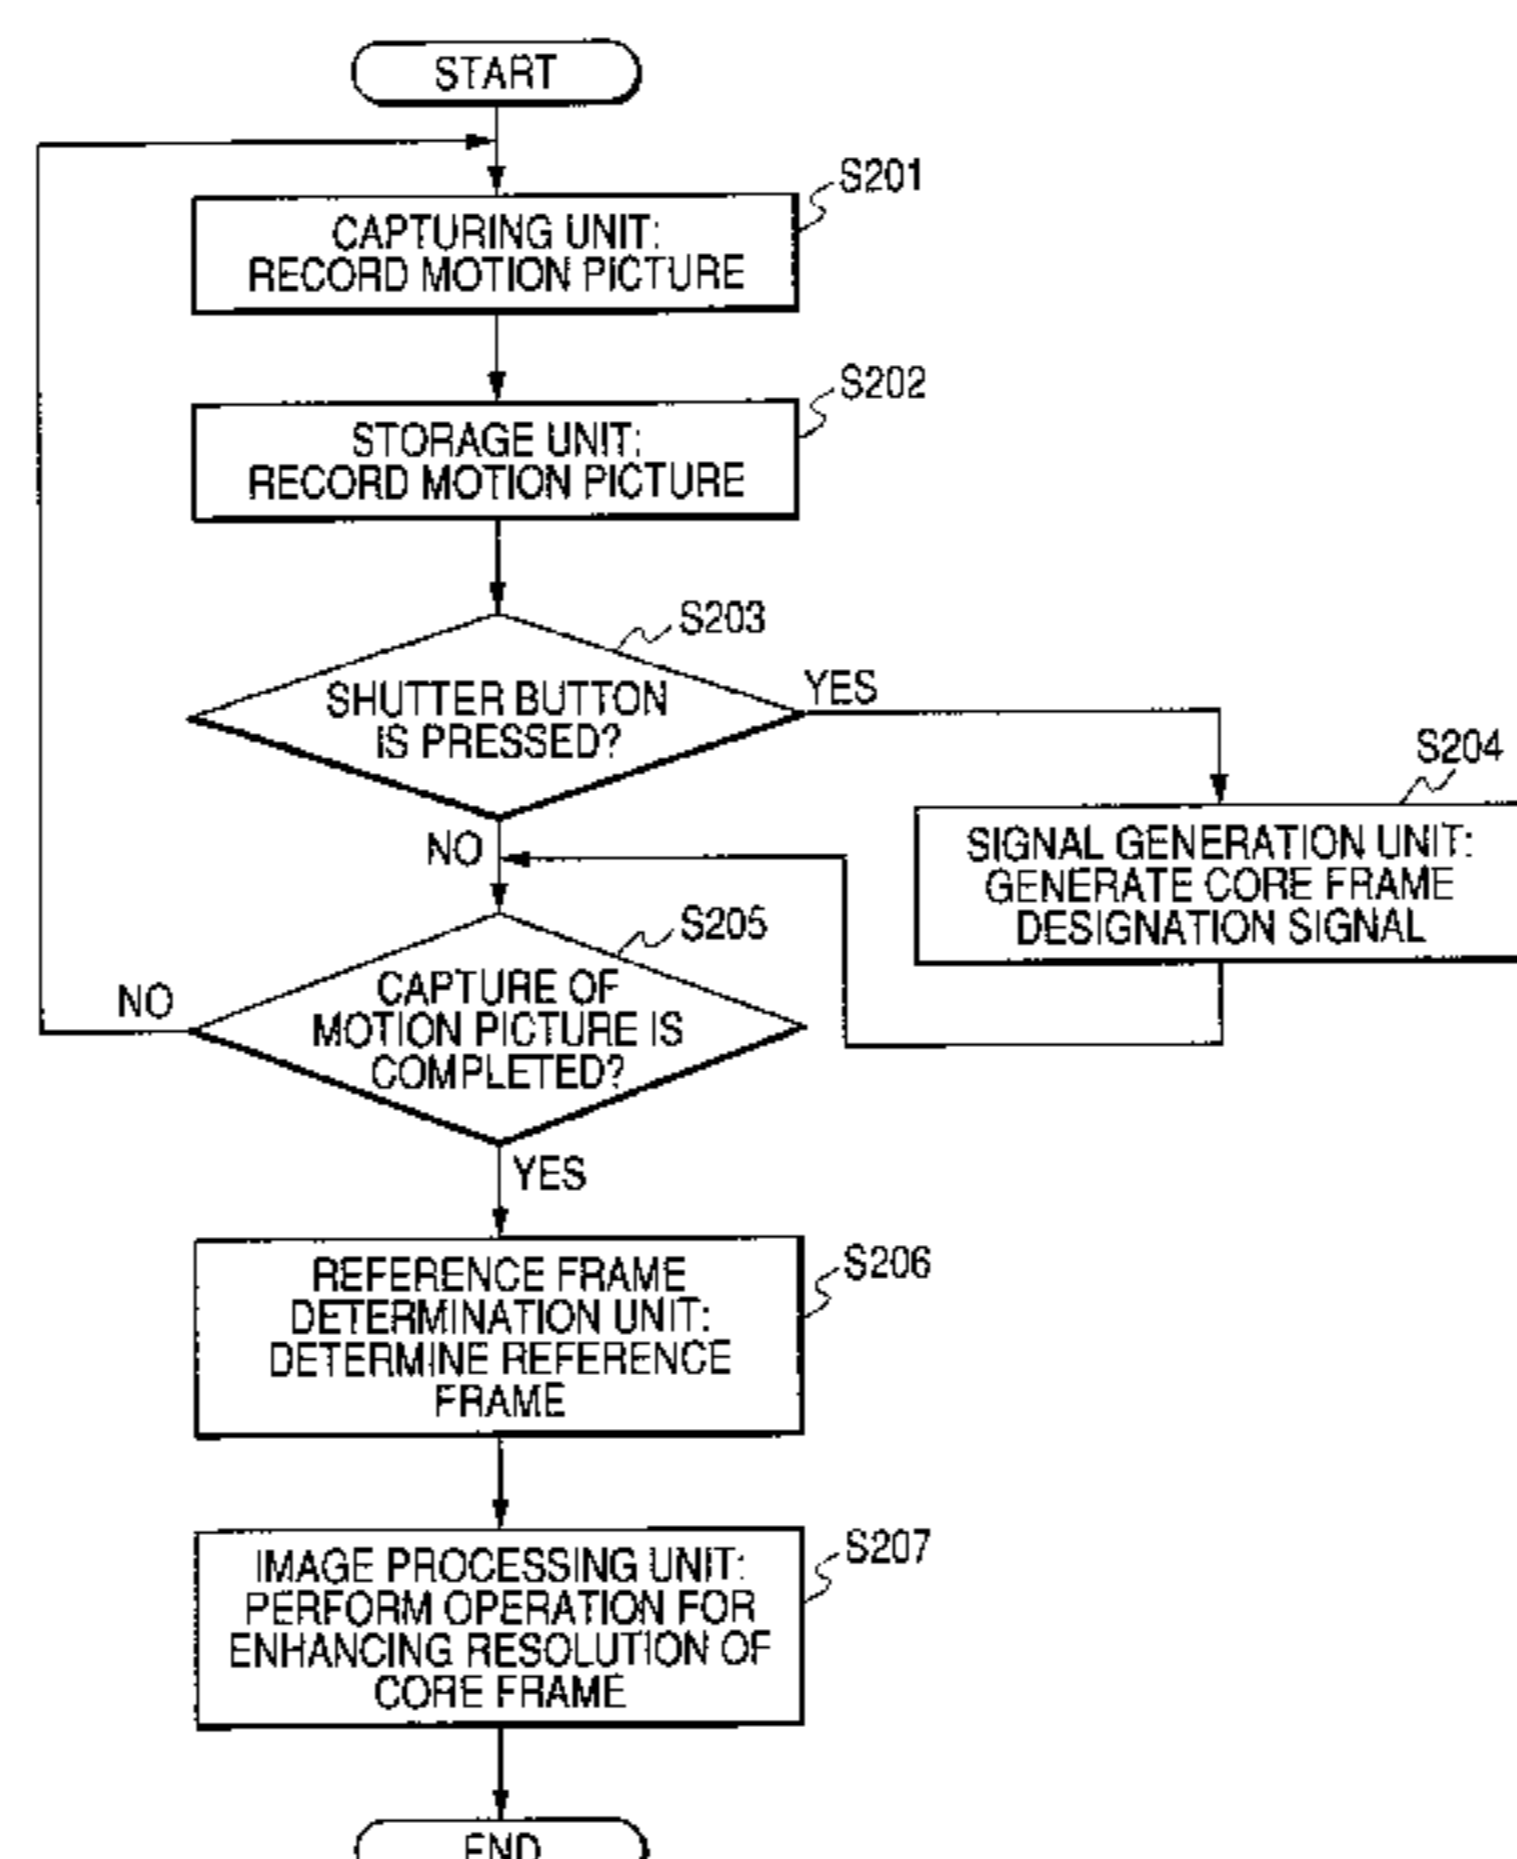 START
S201
CAPTURING UNIT:
RECORD MOTION PICTURE
S202
STORAGE UNIT:
RECORD MOTION PICTURE
S203
SHUTTER BUTTON
IS PRESSED?
YES
NO
S204
SIGNAL GENERATION UNIT:
GENERATE CORE FRAME
DESIGNATION SIGNAL
S205
CAPTURE OF
MOTION PICTURE IS
COMPLETED?
NO
YES
S206
REFERENCE FRAME
DETERMINATION UNIT:
DETERMINE REFERENCE
FRAME
S207
IMAGE PROCESSING UNIT:
PERFORM OPERATION FOR
ENHANCING RESOLUTION OF
CORE FRAME
END